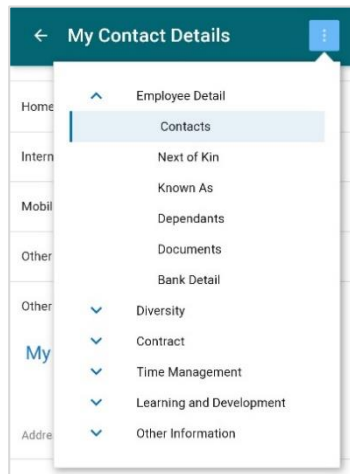 My Contact Details
Employee Detail
Home
Contacts
Intern
Next of Kin
Known As
Mobil
Dependants
Other
Documents
Bank Detail
Other
Diversity
My
Contract
Time Management
Learning and Development
Addre
Other Information